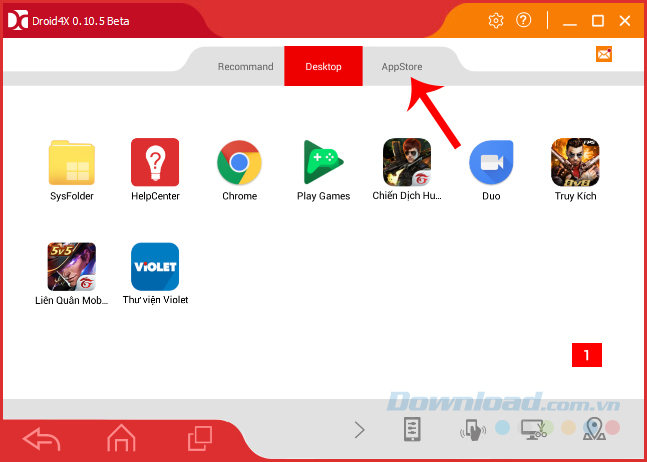 Droid4X 0.10.5 Beta
Recommand Desktop AppStore
SysFolder HelpCenter Chrome Play Games Chiến Dịch Hu... Duo Truy Kích
5v5
ViOLET
Liên Quân Mob... Thư viện Violet
1
Download.com.vn